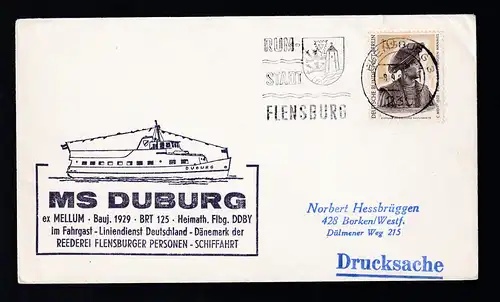 RUM-
STADT
FLENSBURG
FLENSBURG
DEUTSCHE BUNDESPOST BERLIN
DUBURG
MS DUBURG
ex MELLUM · Bauj. 1929 · BRT 125 · Heimath. Flbg. DDBY
im Fahrgast - Liniendienst Deutschland - Dänemark der
REEDEREI FLENSBURGER PERSONEN - SCHIFFAHRT
Norbert Hessbrüggen
428 Borken/Westf.
Dülmener Weg 215
Drucksache